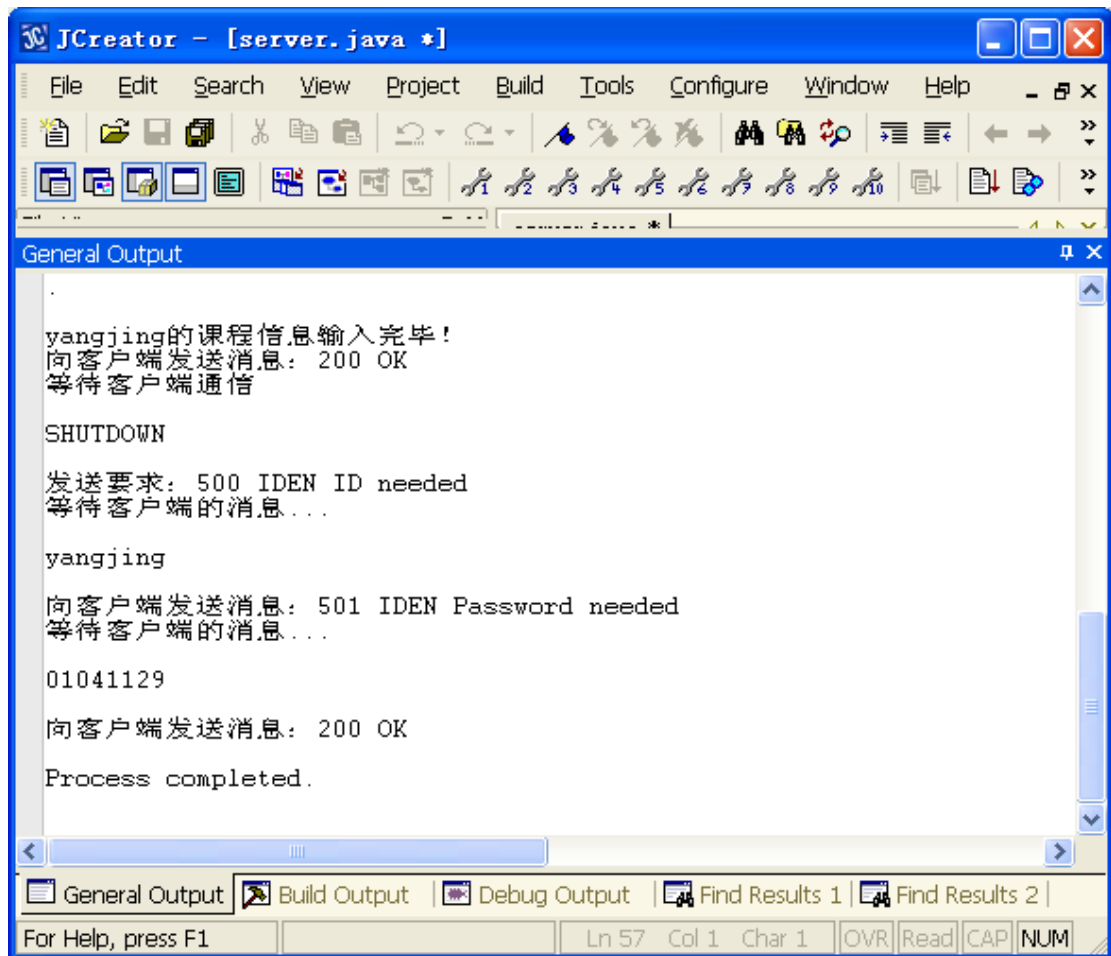 JCreator - [server.java *]
File Edit Search View Project Build Tools Configure Window Help
General Output
.
yangjing的课程信息输入完毕!
向客户端发送消息: 200 OK
等待客户端通信
SHUTDOWN
发送要求: 500 IDEN ID needed
等待客户端的消息...
yangjing
向客户端发送消息: 501 IDEN Password needed
等待客户端的消息...
01041129
向客户端发送消息: 200 OK
Process completed.
General Output Build Output Debug Output Find Results 1 Find Results 2
For Help, press F1 Ln 57 Col 1 Char 1 OVR Read CAP NUM